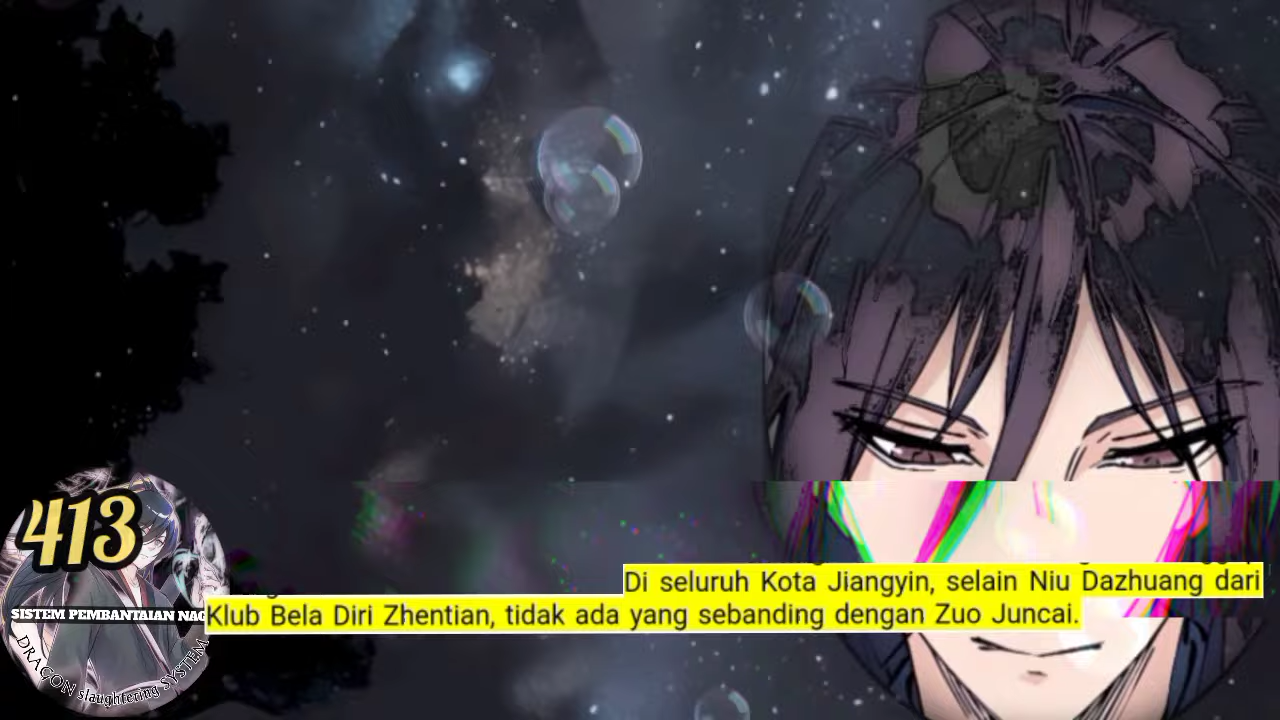 413
SISTEM PEMBANTAIAN NAG
DRAGON slaughtering SYSTEM
Di seluruh Kota Jiangyin, selain Niu Dazhuang dari
Klub Bela Diri Zhentian, tidak ada yang sebanding dengan Zuo Juncai.